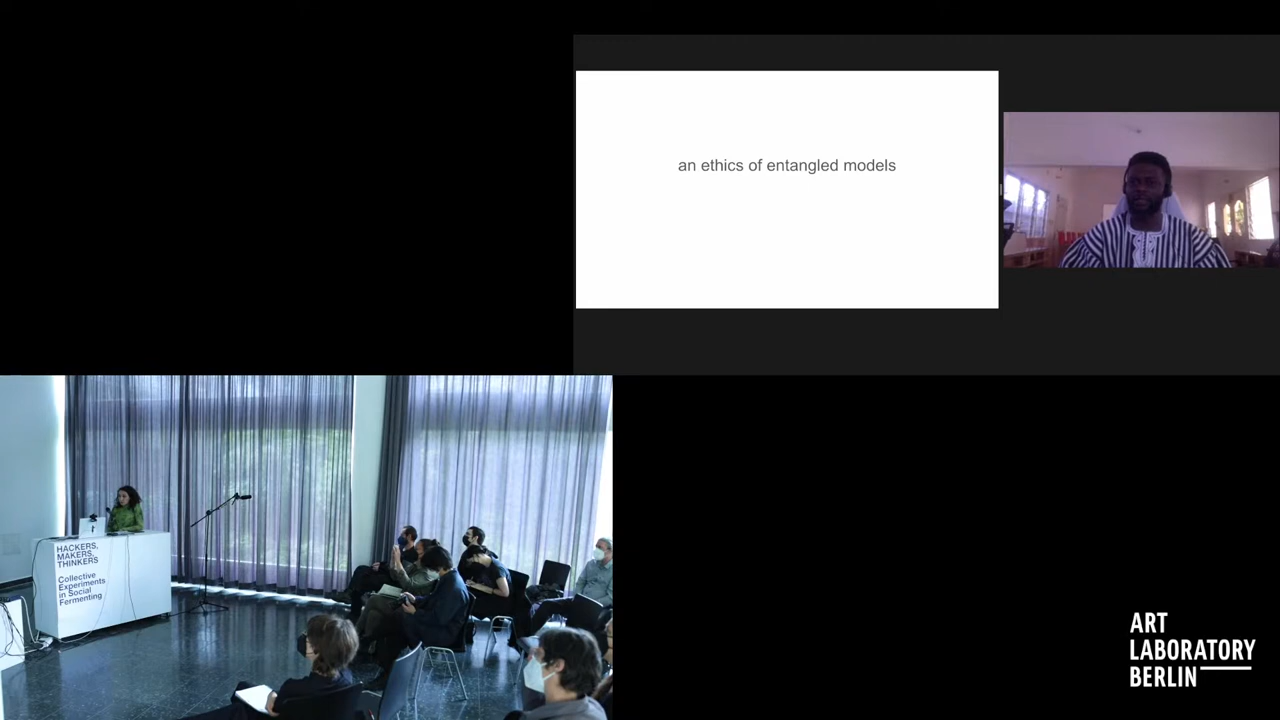 an ethics of entangled models
HACKERS,
MAKERS,
THINKERS
Collective
Experiments
in Social
Fermenting
ART
LABORATORY
BERLIN